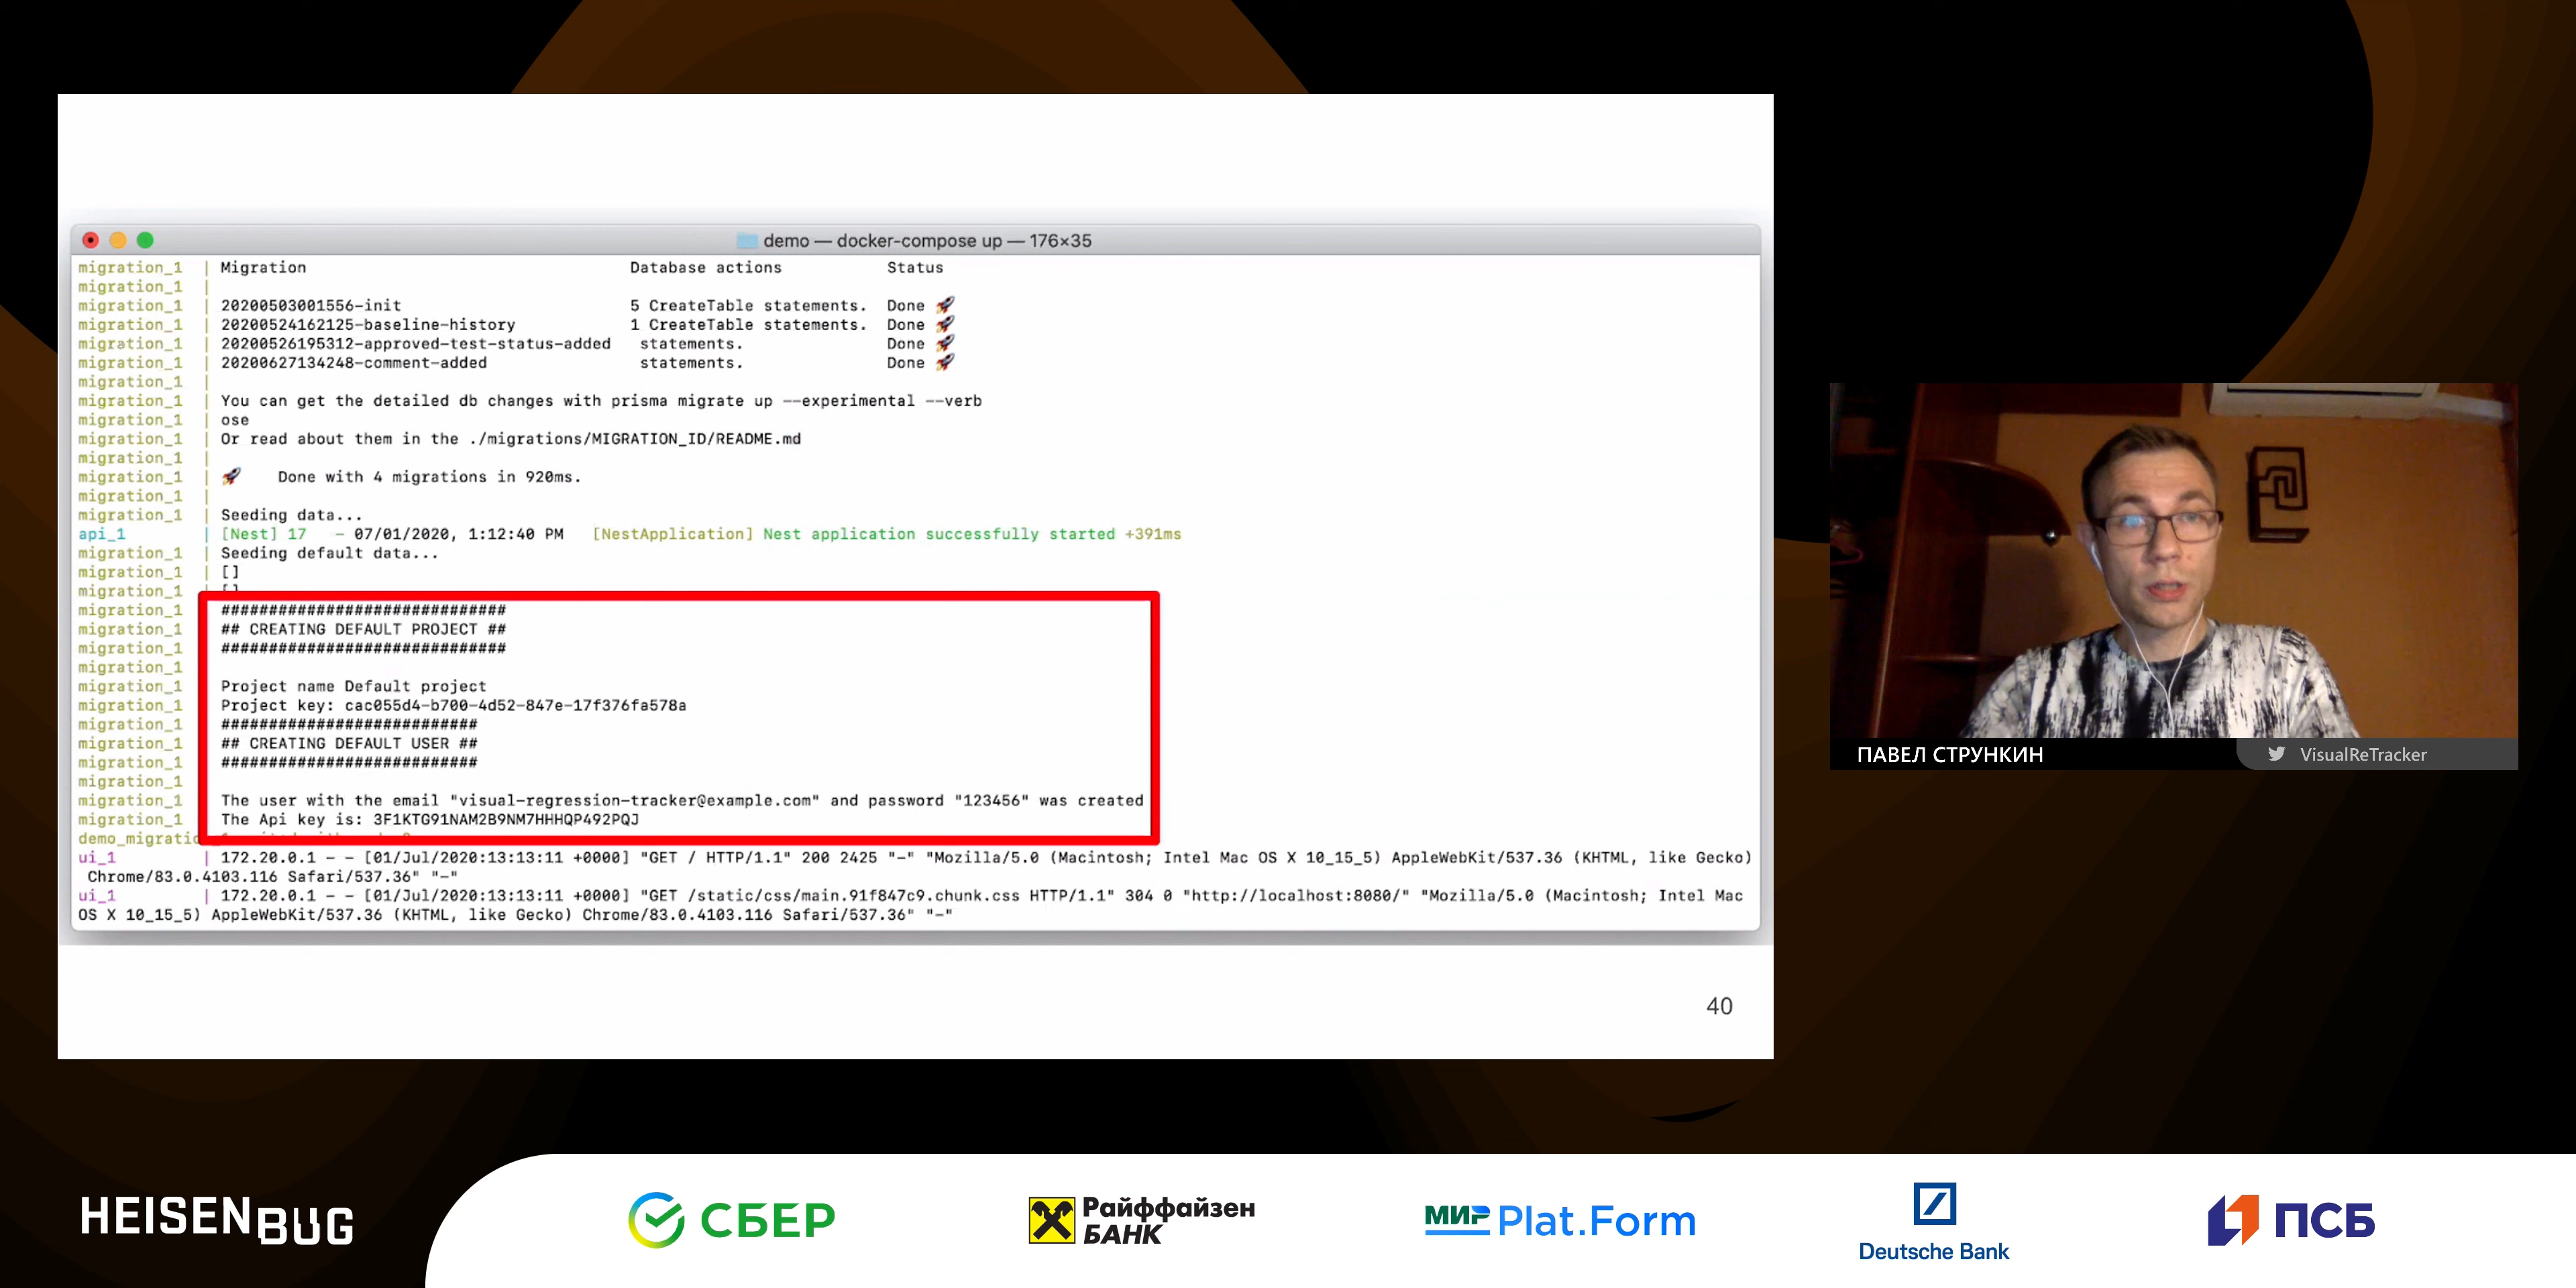 demo — docker-compose up — 176×35
migration_1 | Migration Database actions Status
migration_1 |
migration_1 | 20200503001556-init 5 CreateTable statements. Done 🚀
migration_1 | 20200524162125-baseline-history 1 CreateTable statements. Done 🚀
migration_1 | 20200526195312-approved-test-status-added statements. Done 🚀
migration_1 | 20200627134248-comment-added statements. Done 🚀
migration_1 |
migration_1 | You can get the detailed db changes with prisma migrate up --experimental --verb
migration_1 | ose
migration_1 | Or read about them in the ./migrations/MIGRATION_ID/README.md
migration_1 |
migration_1 | 🚀 Done with 4 migrations in 920ms.
migration_1 |
migration_1 | Seeding data...
api_1 | [Nest] 17 - 07/01/2020, 1:12:40 PM [NestApplication] Nest application successfully started +391ms
migration_1 | Seeding default data...
migration_1 | []
migration_1 | []
migration_1 ##############################
migration_1 ## CREATING DEFAULT PROJECT ##
migration_1 ##############################
migration_1
migration_1 Project name Default project
migration_1 Project key: cac055d4-b700-4d52-847e-17f376fa578a
migration_1 ###########################
migration_1 ## CREATING DEFAULT USER ##
migration_1 ###########################
migration_1
migration_1 The user with the email "visual-regression-tracker@example.com" and password "123456" was created
migration_1 The Api key is: 3F1KTG91NAM2B9NM7HHHQP492PQJ
demo_migratio
ui_1 | 172.20.0.1 - - [01/Jul/2020:13:13:11 +0000] "GET / HTTP/1.1" 200 2425 "-" "Mozilla/5.0 (Macintosh; Intel Mac OS X 10_15_5) AppleWebKit/537.36 (KHTML, like Gecko)
Chrome/83.0.4103.116 Safari/537.36" "-"
ui_1 | 172.20.0.1 - - [01/Jul/2020:13:13:11 +0000] "GET /static/css/main.91f847c9.chunk.css HTTP/1.1" 304 0 "http://localhost:8080/" "Mozilla/5.0 (Macintosh; Intel Mac
OS X 10_15_5) AppleWebKit/537.36 (KHTML, like Gecko) Chrome/83.0.4103.116 Safari/537.36" "-"
40
ПАВЕЛ СТРУНКИН
VisualReTracker
HEISENBUG
СБЕР
Райффайзен
БАНК
МИР Plat.Form
Deutsche Bank
ПСБ